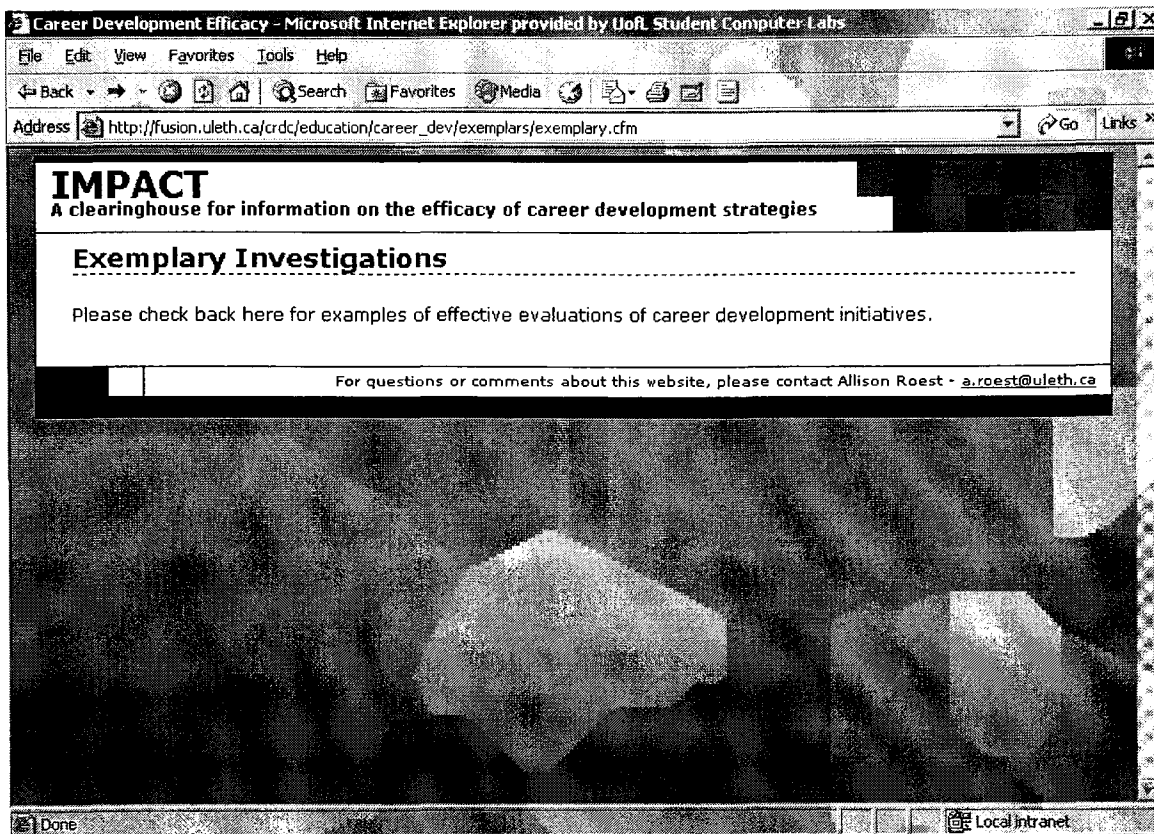 Career Development Efficacy - Microsoft Internet Explorer provided by UofL Student Computer Labs
File Edit View Favorites Tools Help
Back Search Favorites Media
Address http://fusion.uleth.ca/crdc/education/career_dev/exemplars/exemplary.cfm Go Links »
IMPACT
A clearinghouse for information on the efficacy of career development strategies
Exemplary Investigations
Please check back here for examples of effective evaluations of career development initiatives.
For questions or comments about this website, please contact Allison Roest - a.roest@uleth.ca
Done Local intranet